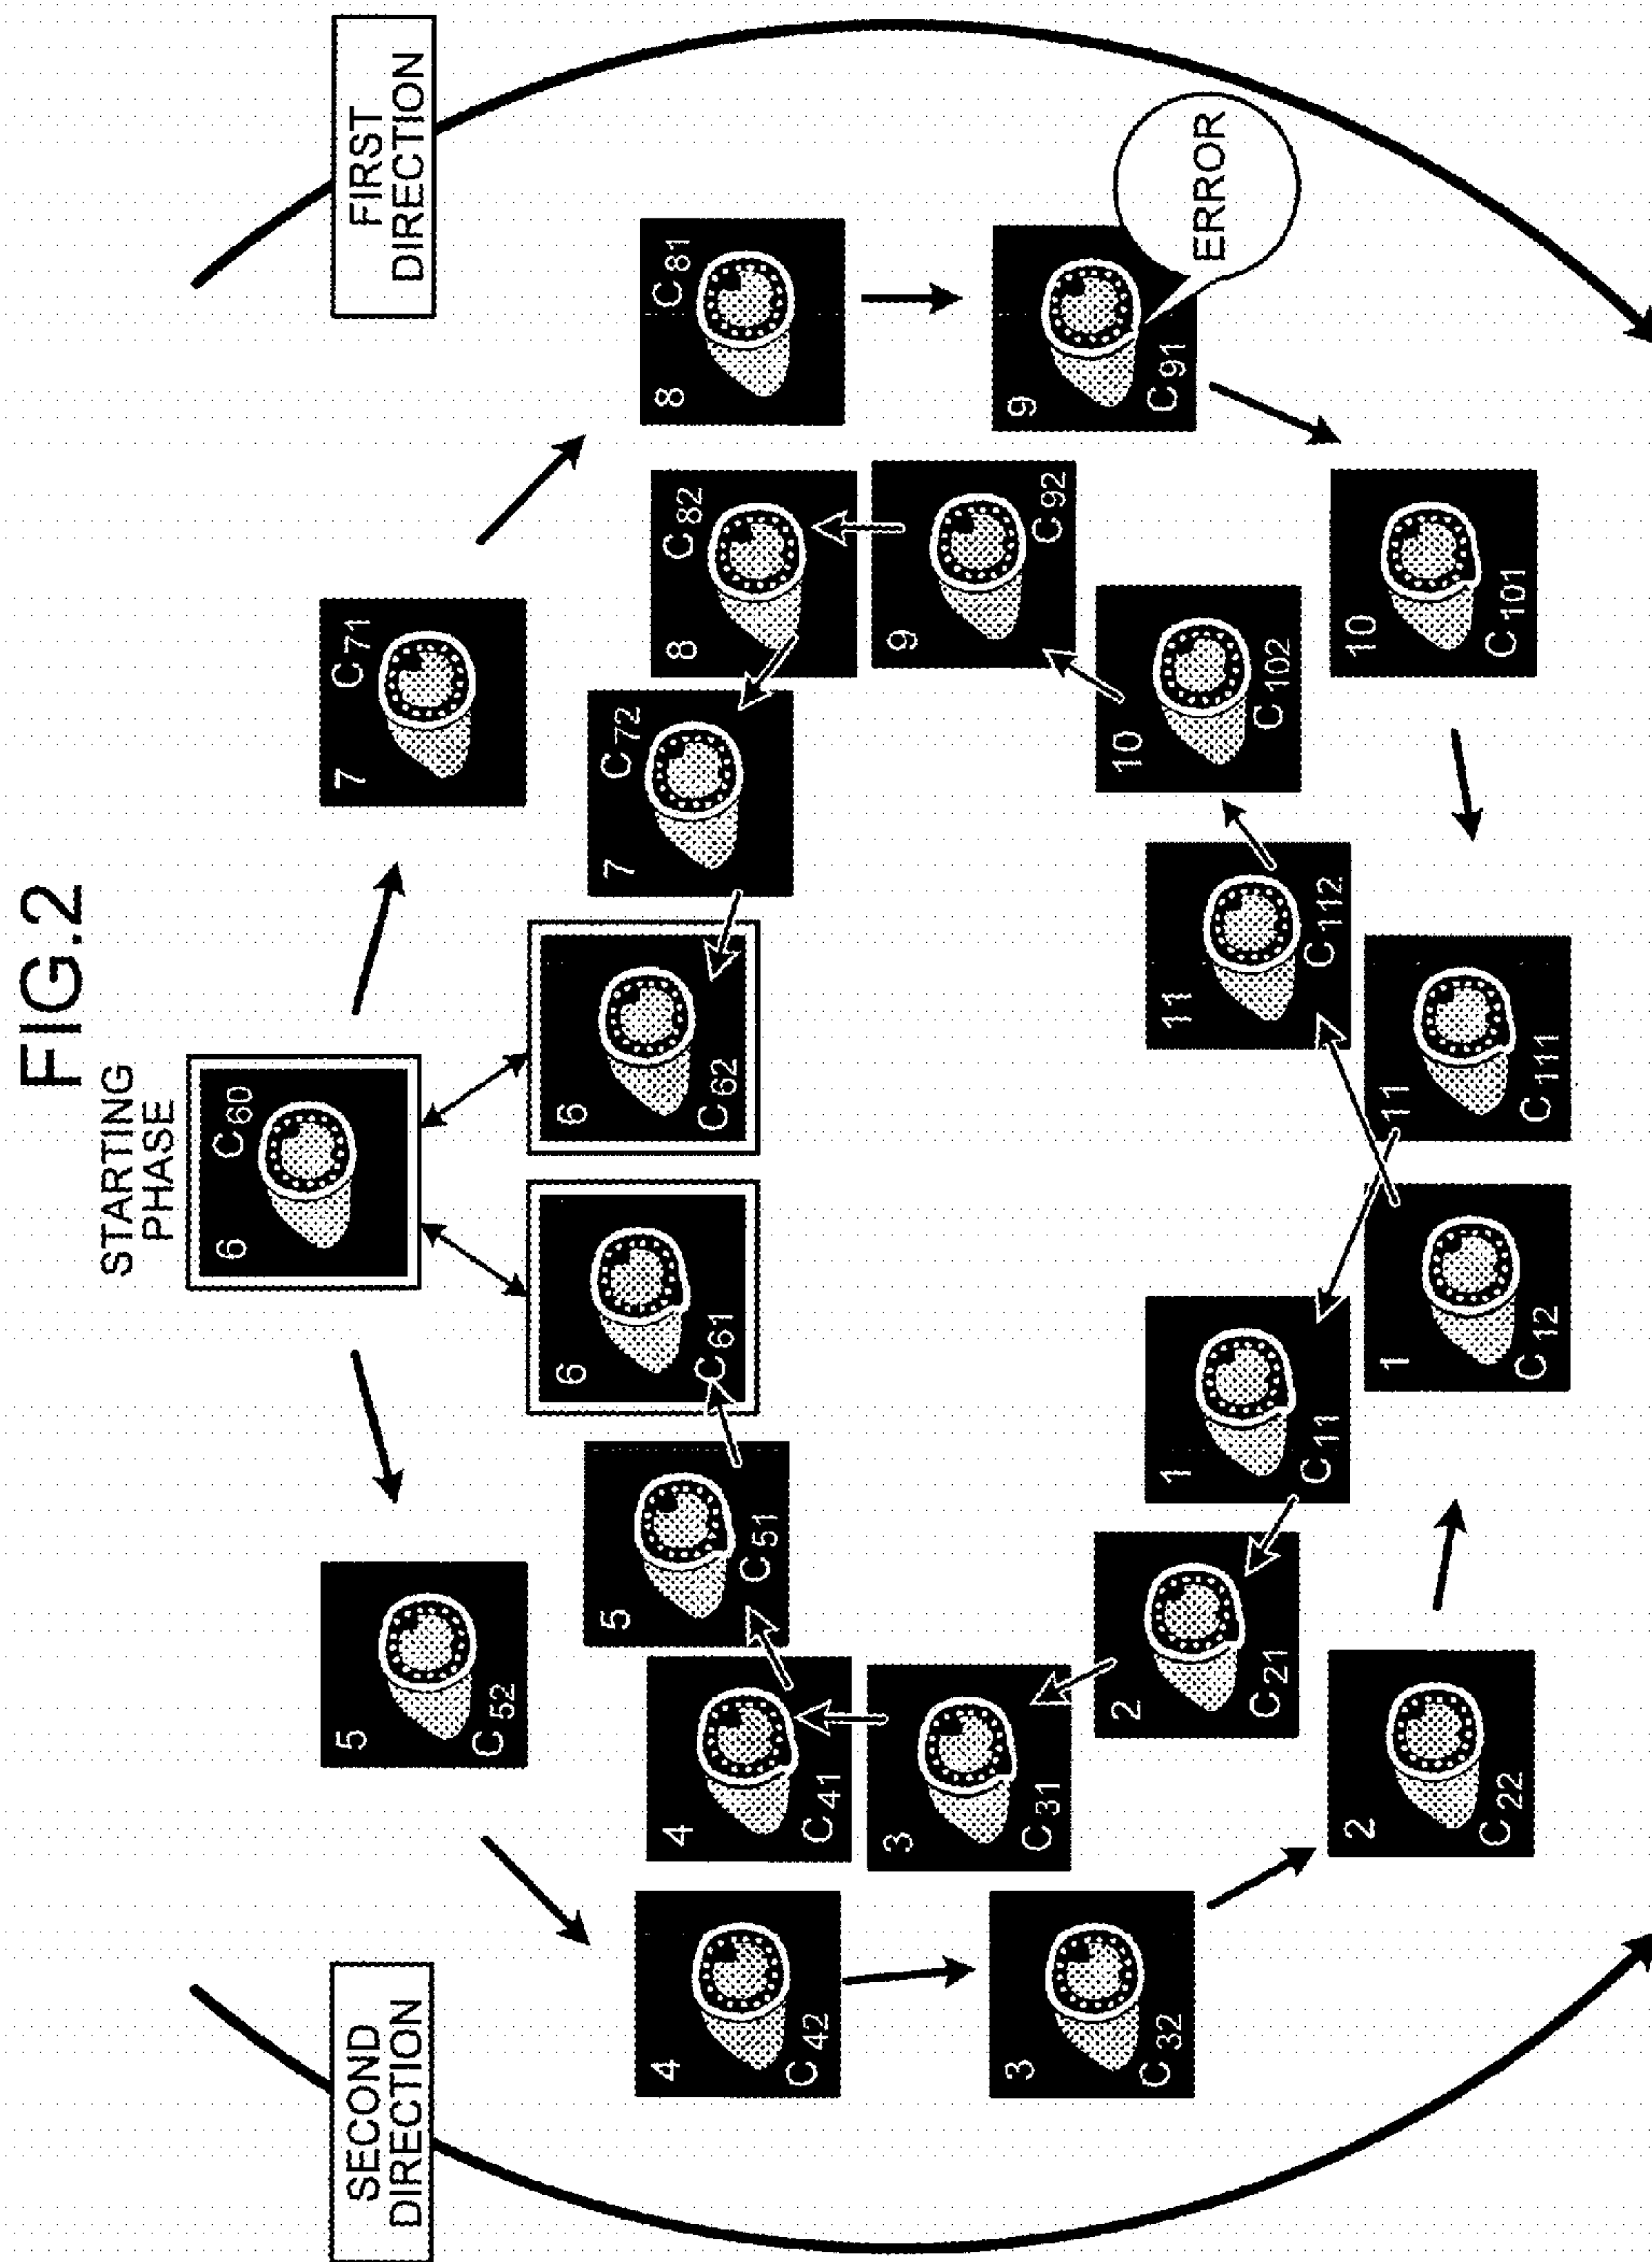 FIG.2
STARTING
PHASE
6 C60
SECOND
DIRECTION
FIRST
DIRECTION
5 C52
7 C71
6 C61
6 C62
5 C51
7 C72
4 C42
4 C41
8 C82
8 C81
3 C32
3 C31
9 C92
9 C91
ERROR
2 C21
10 C102
1 C11
11 C112
2 C22
1 C12
11 C111
10 C101